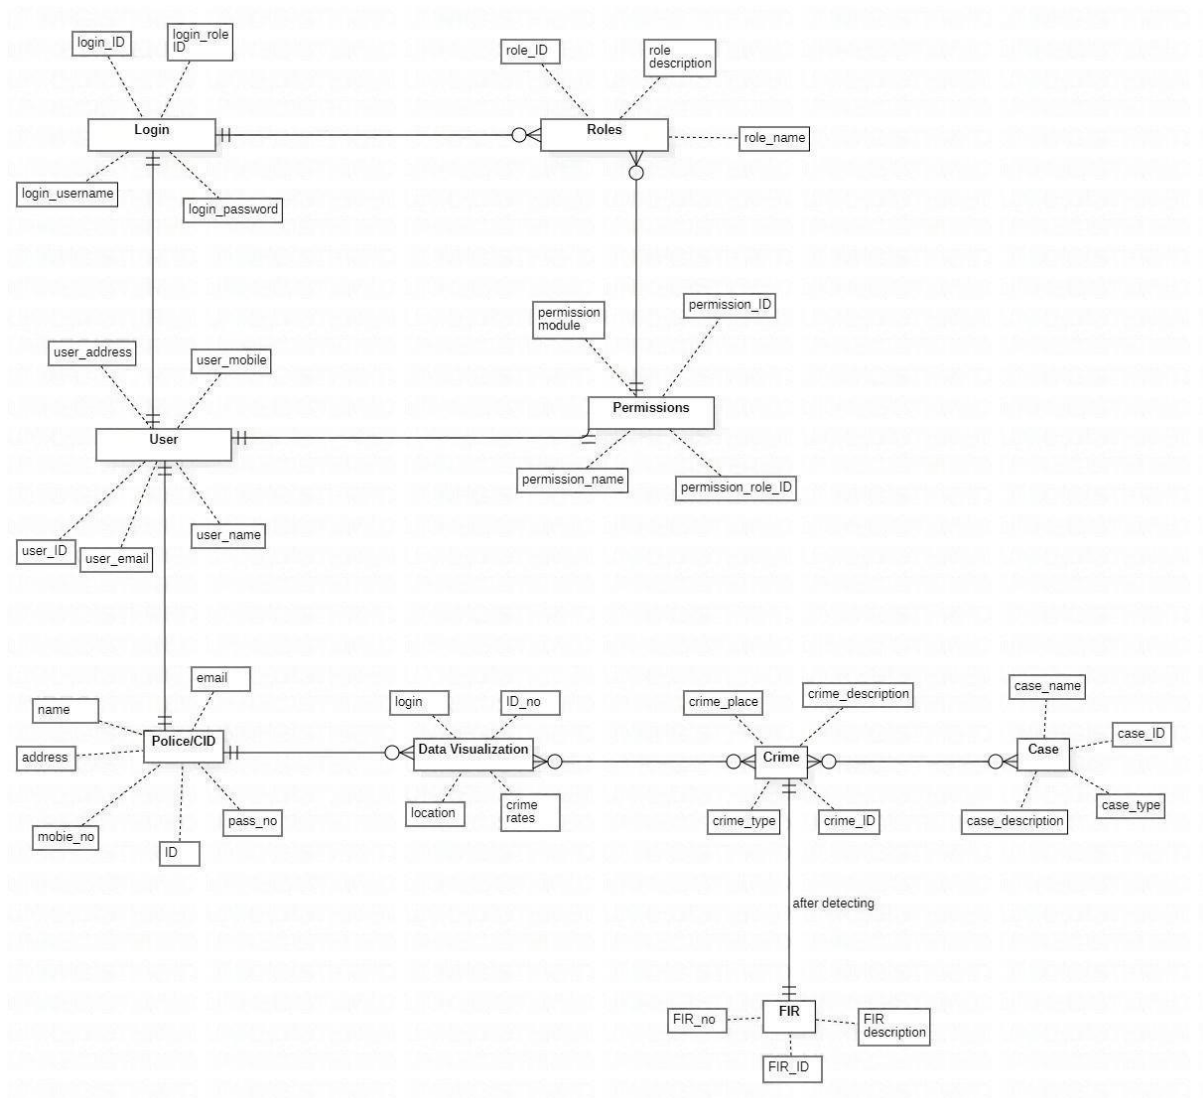 login_ID
login_role
ID
role_ID
role
description
Login
Roles
role_name
login_username
login_password
permission
module
permission_ID
user_address
user_mobile
Permissions
User
permission_name
permission_role_ID
user_ID
user_email
user_name
email
name
address
Police/CID
mobie_no
ID
pass_no
login
ID_no
Data Visualization
location
crime
rates
crime_place
crime_description
Crime
crime_type
crime_ID
case_name
case_ID
Case
case_description
case_type
after detecting
FIR_no
FIR
FIR
description
FIR_ID